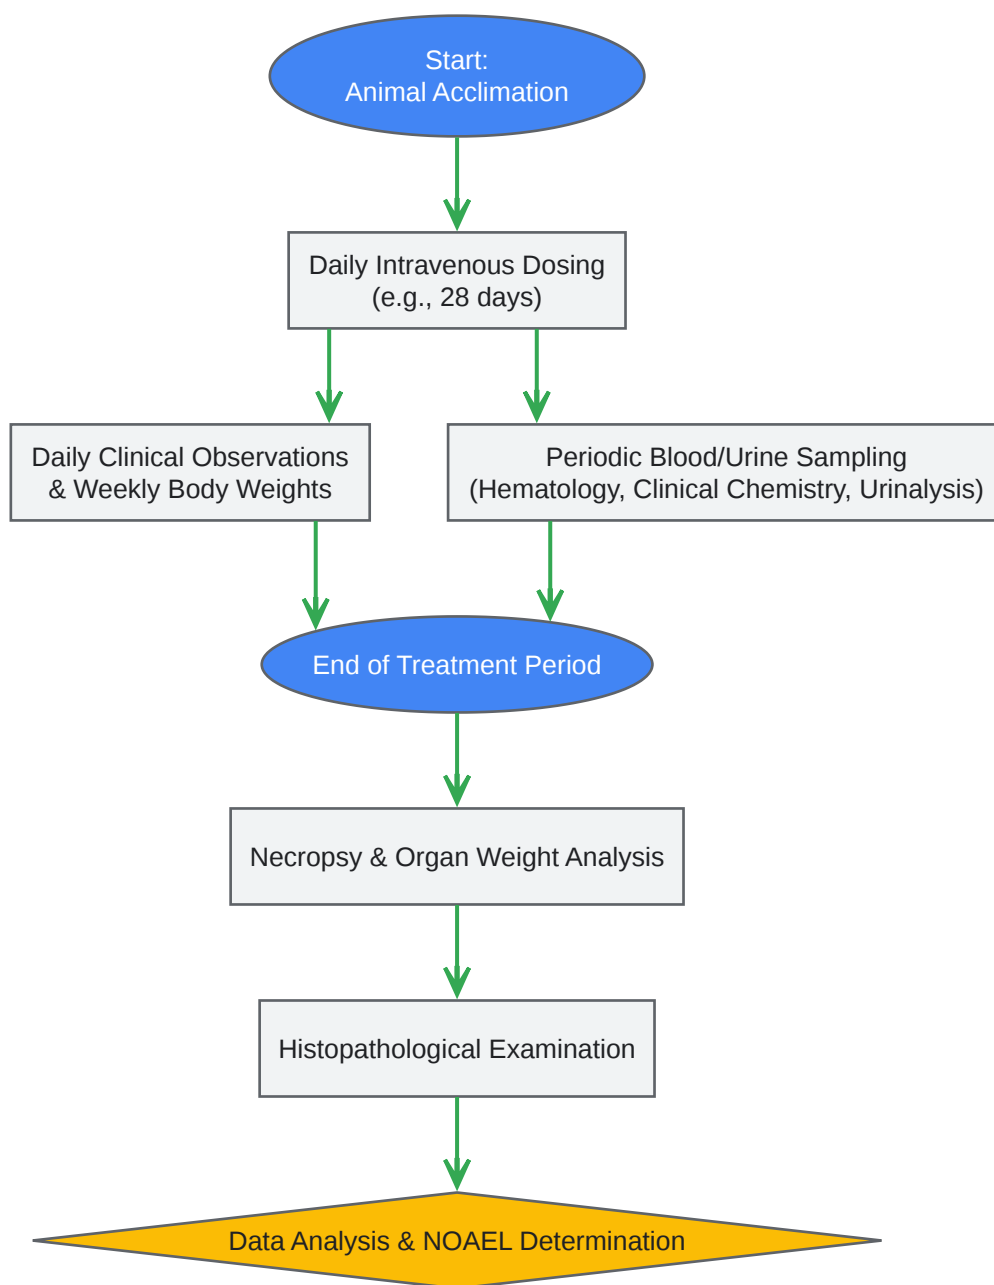 Start:
Animal Acclimation
Daily Intravenous Dosing
(e.g., 28 days)
Daily Clinical Observations
& Weekly Body Weights
Periodic Blood/Urine Sampling
(Hematology, Clinical Chemistry, Urinalysis)
End of Treatment Period
Necropsy & Organ Weight Analysis
Histopathological Examination
Data Analysis & NOAEL Determination